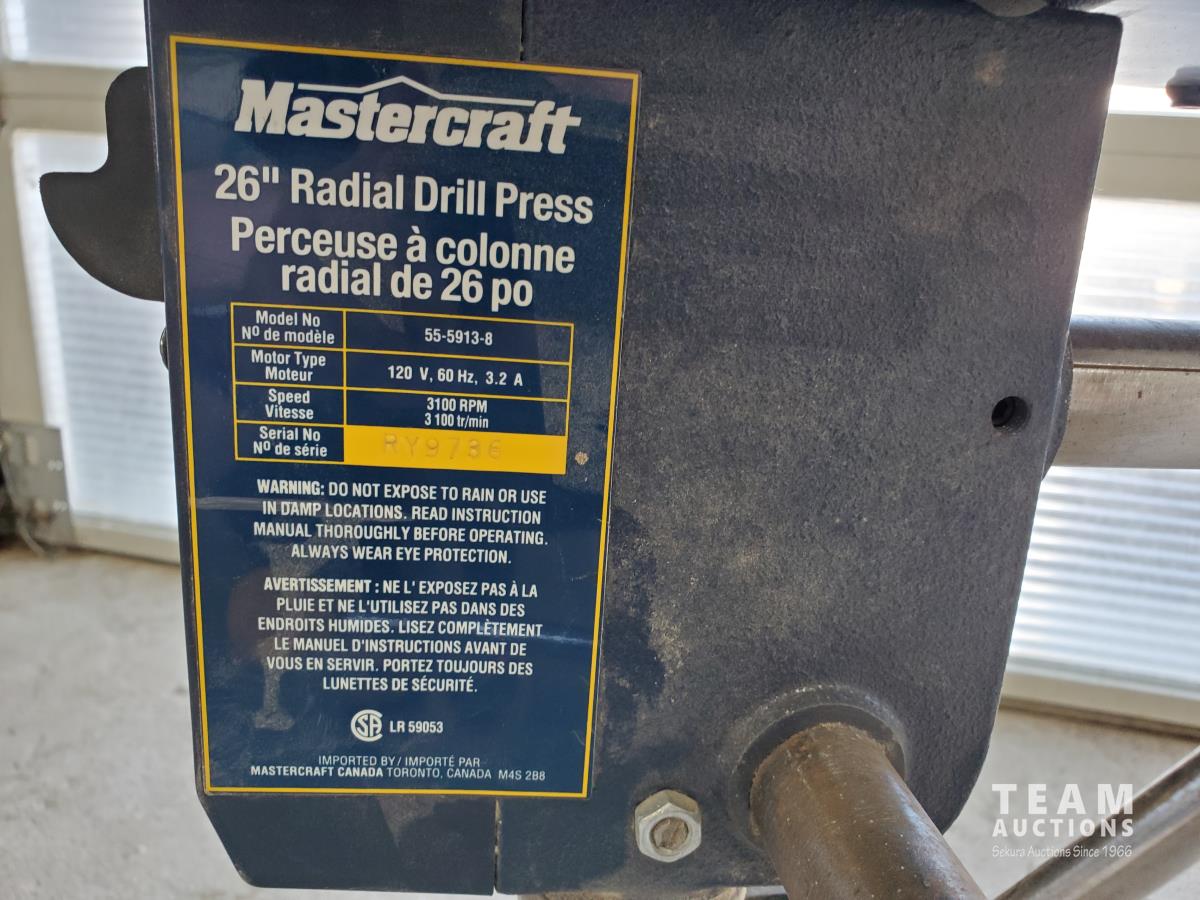 Mastercraft
26" Radial Drill Press
Perceuse à colonne
radial de 26 po
Model No
Nº de modèle
55-5913-8
Motor Type
Moteur
120 V, 60 Hz, 3.2 A
Speed
Vitesse
3100 RPM
3 100 tr/min
Serial No
Nº de série
RY9736
WARNING: DO NOT EXPOSE TO RAIN OR USE
IN DAMP LOCATIONS. READ INSTRUCTION
MANUAL THOROUGHLY BEFORE OPERATING.
ALWAYS WEAR EYE PROTECTION.
AVERTISSEMENT : NE L' EXPOSEZ PAS À LA
PLUIE ET NE L'UTILISEZ PAS DANS DES
ENDROITS HUMIDES. LISEZ COMPLÈTEMENT
LE MANUEL D'INSTRUCTIONS AVANT DE
VOUS EN SERVIR. PORTEZ TOUJOURS DES
LUNETTES DE SÉCURITÉ.
SA LR 59053
IMPORTED BY / IMPORTÉ PAR
MASTERCRAFT CANADA TORONTO, CANADA M4S 2B8
TEAM
AUCTIONS
Sekura Auctions Since 1966